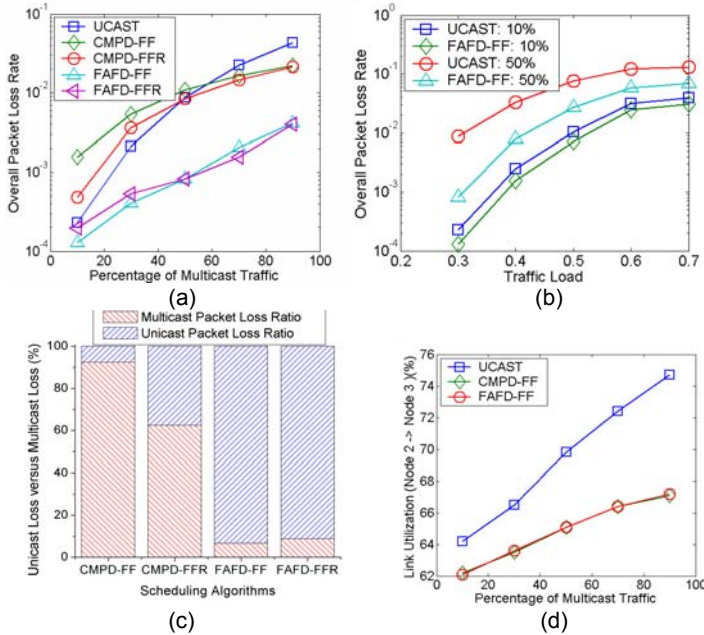 UCAST
CMPD-FF
CMPD-FFR
FAFD-FF
FAFD-FFR
Overall Packet Loss Rate
10^-1
10^-2
10^-3
10^-4
0 20 40 60 80 100
Percentage of Multicast Traffic
(a)
UCAST: 10%
FAFD-FF: 10%
UCAST: 50%
FAFD-FF: 50%
Overall Packet Loss Rate
10^0
10^-1
10^-2
10^-3
10^-4
0.2 0.3 0.4 0.5 0.6 0.7
Traffic Load
(b)
Multicast Packet Loss Ratio
Unicast Packet Loss Ratio
Unicast Loss versus Multicast Loss (%)
100
80
60
40
20
0
CMPD-FF CMPD-FFR FAFD-FF FAFD-FFR
Scheduling Algorithms
(c)
UCAST
CMPD-FF
FAFD-FF
Link Utilization (Node 2 -> Node 3 )(%)
76
74
72
70
68
66
64
62
0 20 40 60 80 100
Percentage of Multicast Traffic
(d)